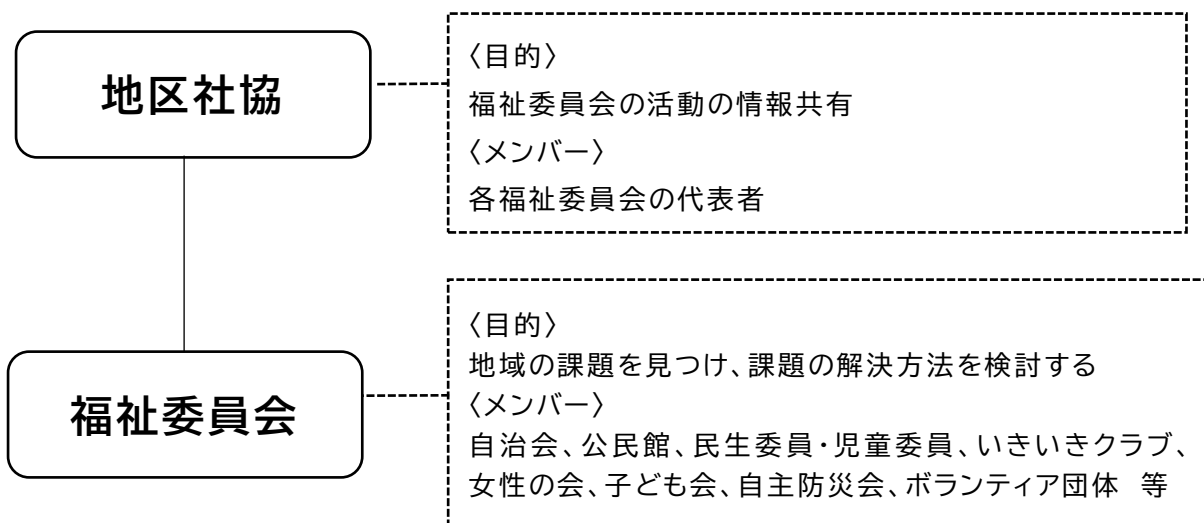 地区社協
〈目的〉
福祉委員会の活動の情報共有
〈メンバー〉
各福祉委員会の代表者
福祉委員会
〈目的〉
地域の課題を見つけ、課題の解決方法を検討する
〈メンバー〉
自治会、公民館、民生委員・児童委員、いきいきクラブ、
女性の会、子ども会、自主防災会、ボランティア団体　等